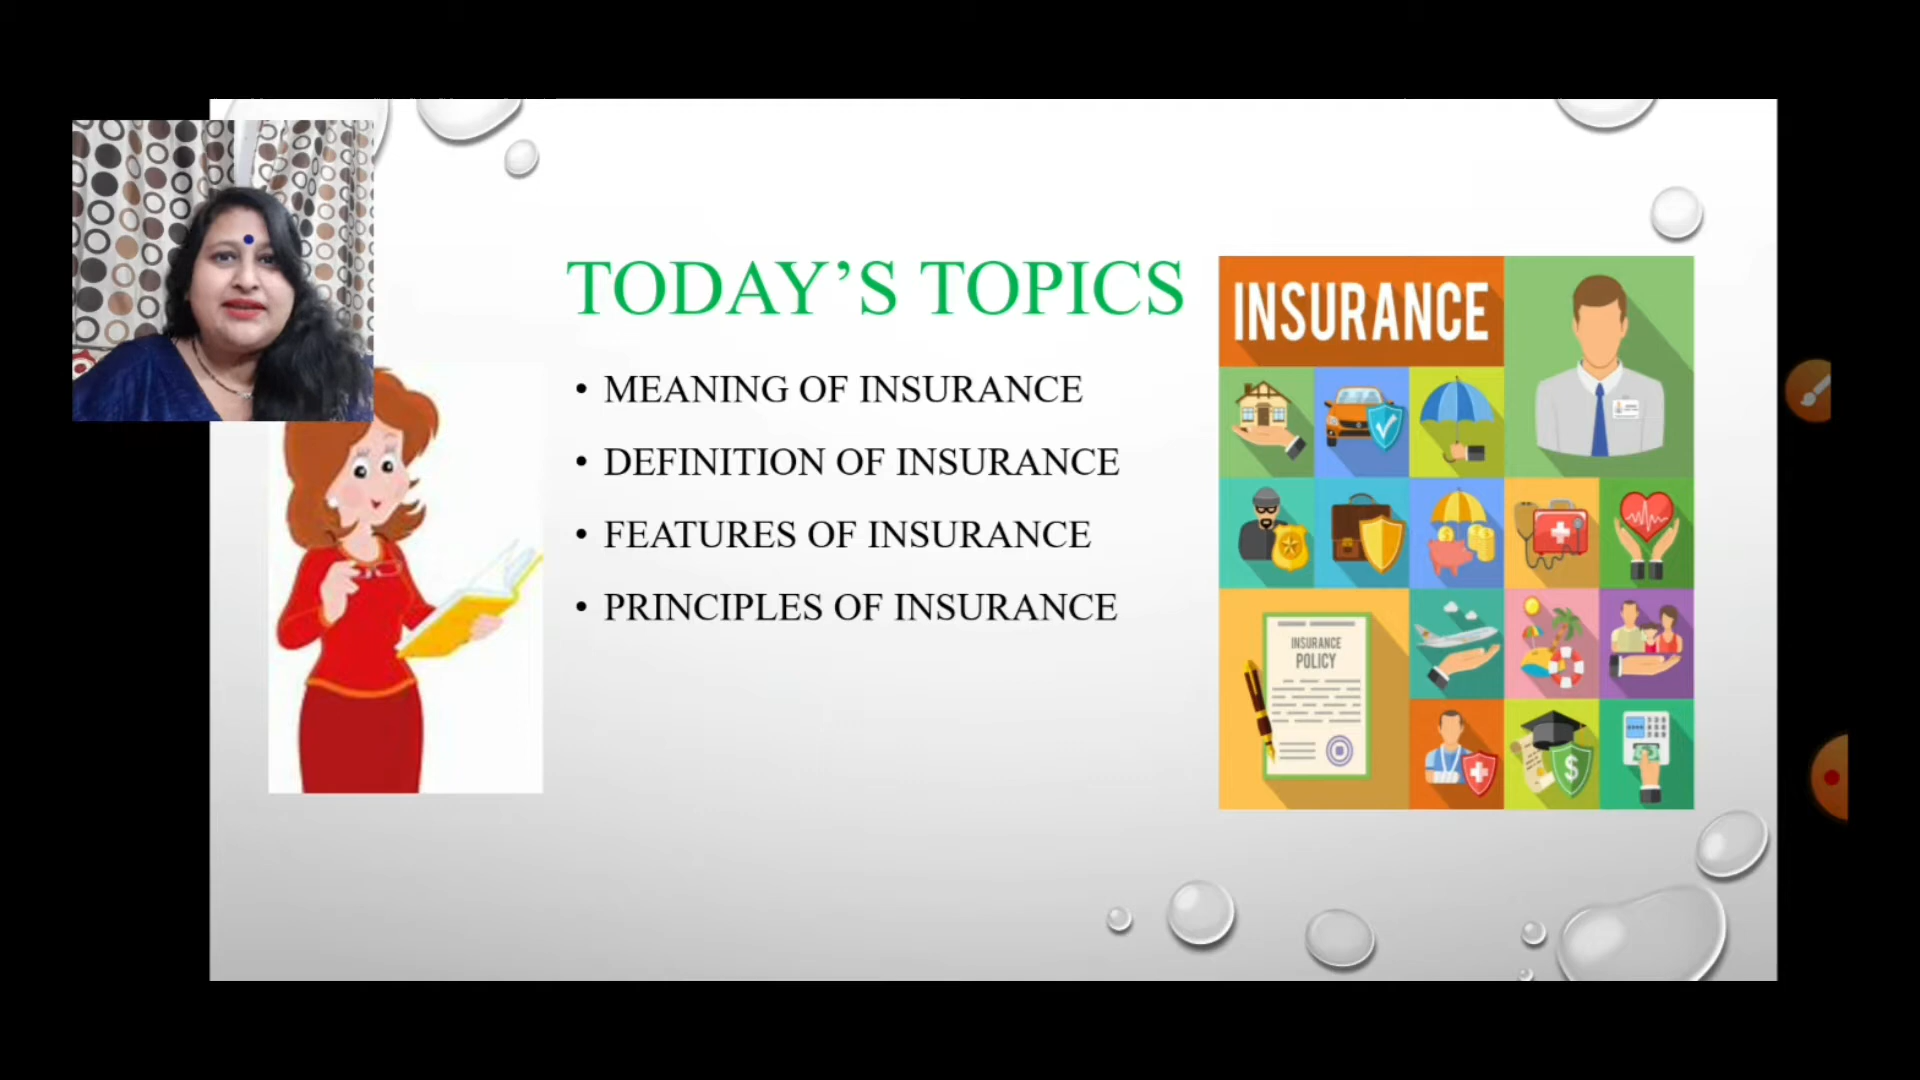 TODAY'S TOPICS
• MEANING OF INSURANCE
• DEFINITION OF INSURANCE
• FEATURES OF INSURANCE
• PRINCIPLES OF INSURANCE
INSURANCE
INSURANCE
POLICY
$